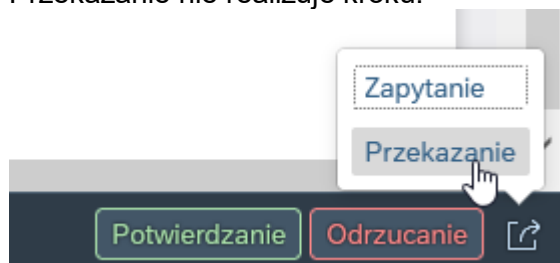 Przekazanie nie realizuje kroku.
Zapytanie
Przekazanie
Potwierdzanie Odrzucanie